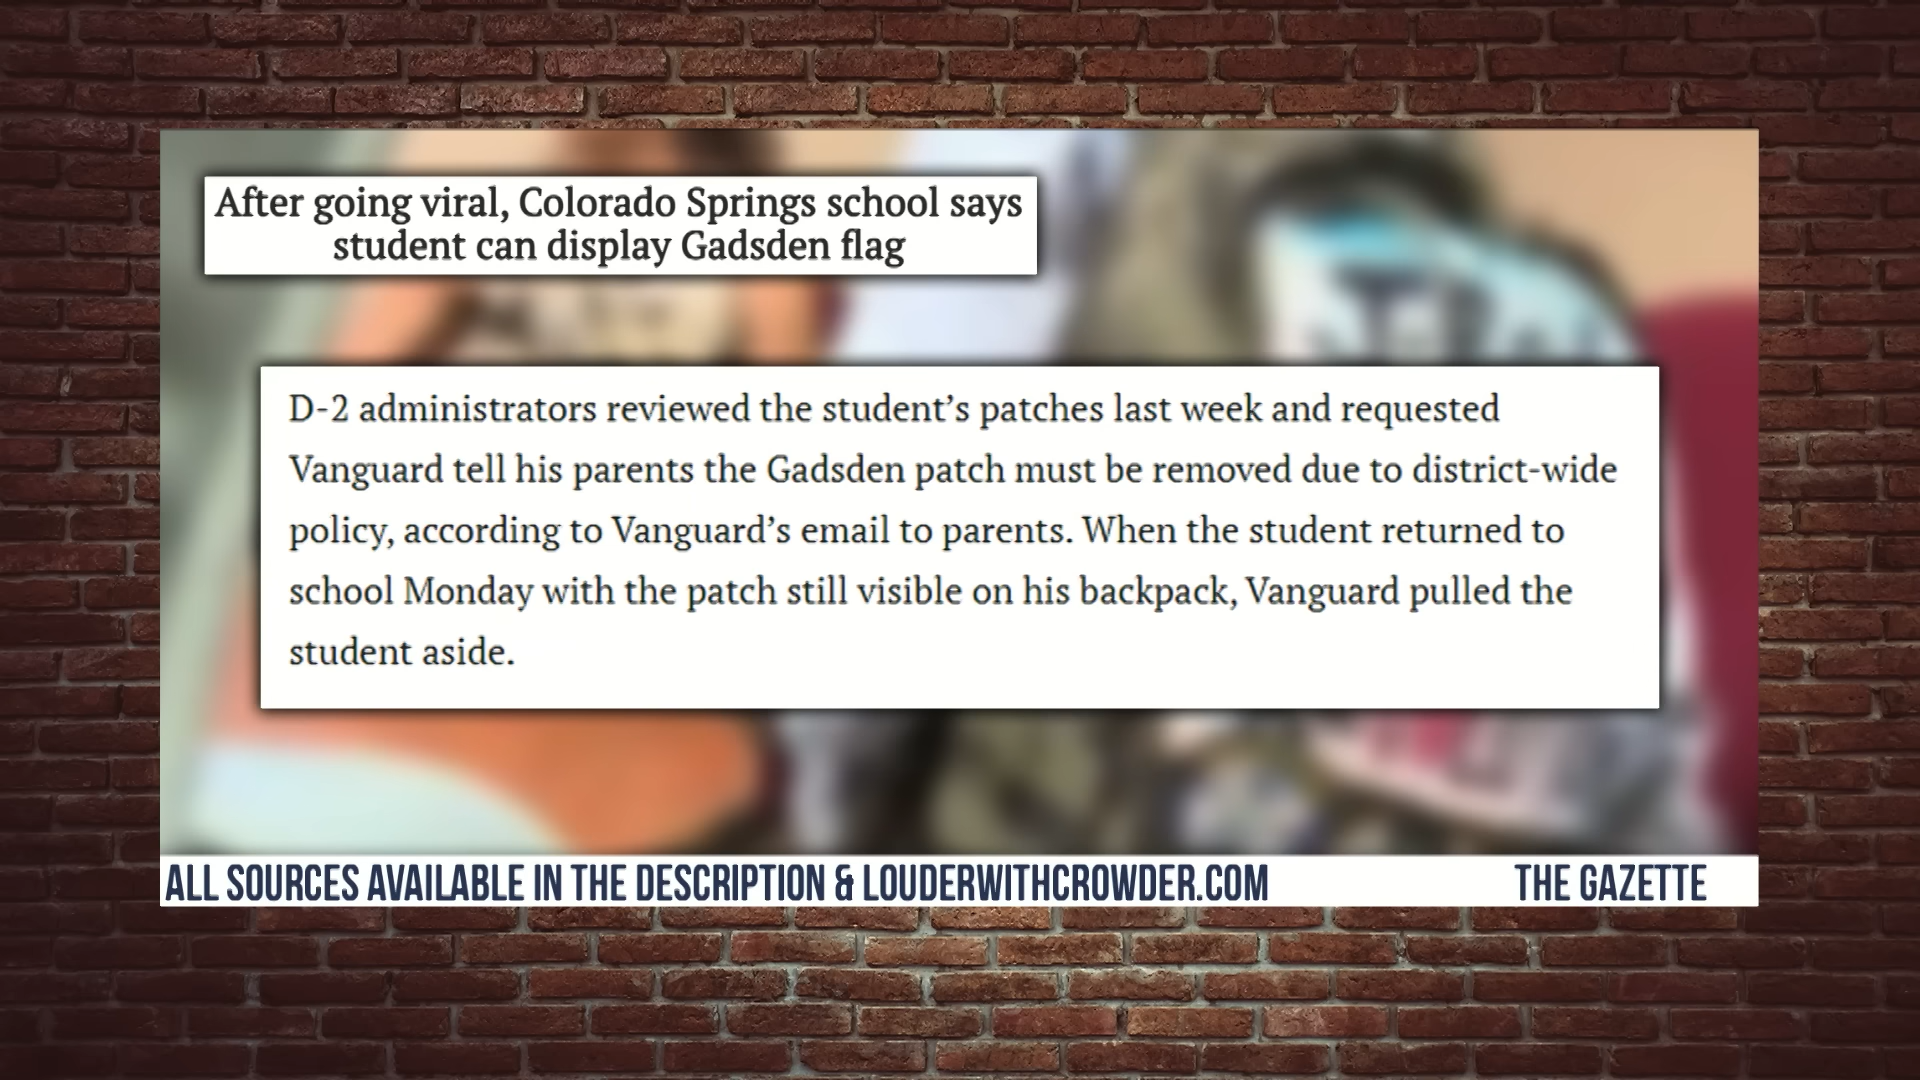 After going viral, Colorado Springs school says
student can display Gadsden flag
D-2 administrators reviewed the student’s patches last week and requested
Vanguard tell his parents the Gadsden patch must be removed due to district-wide
policy, according to Vanguard’s email to parents. When the student returned to
school Monday with the patch still visible on his backpack, Vanguard pulled the
student aside.
ALL SOURCES AVAILABLE IN THE DESCRIPTION & LOUDERWITHCROWDER.COM
THE GAZETTE